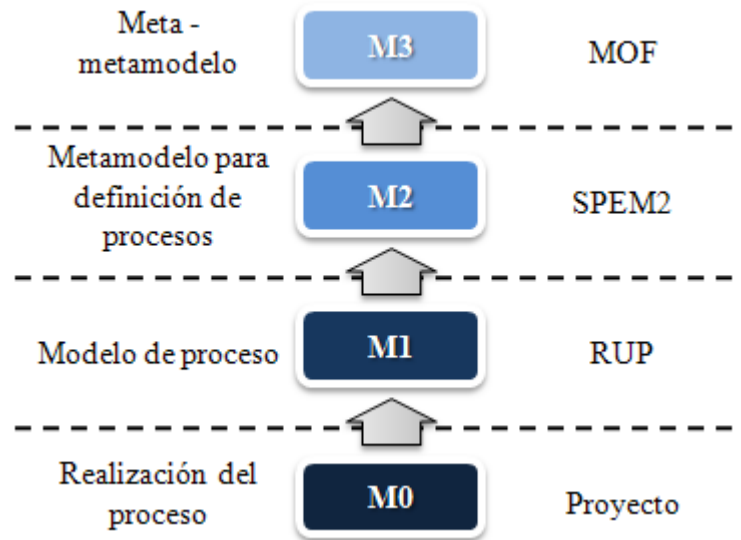 Meta -
metamodelo
M3
MOF
Metamodelo para
definición de
procesos
M2
SPEM2
Modelo de proceso
M1
RUP
Realización del
proceso
M0
Proyecto